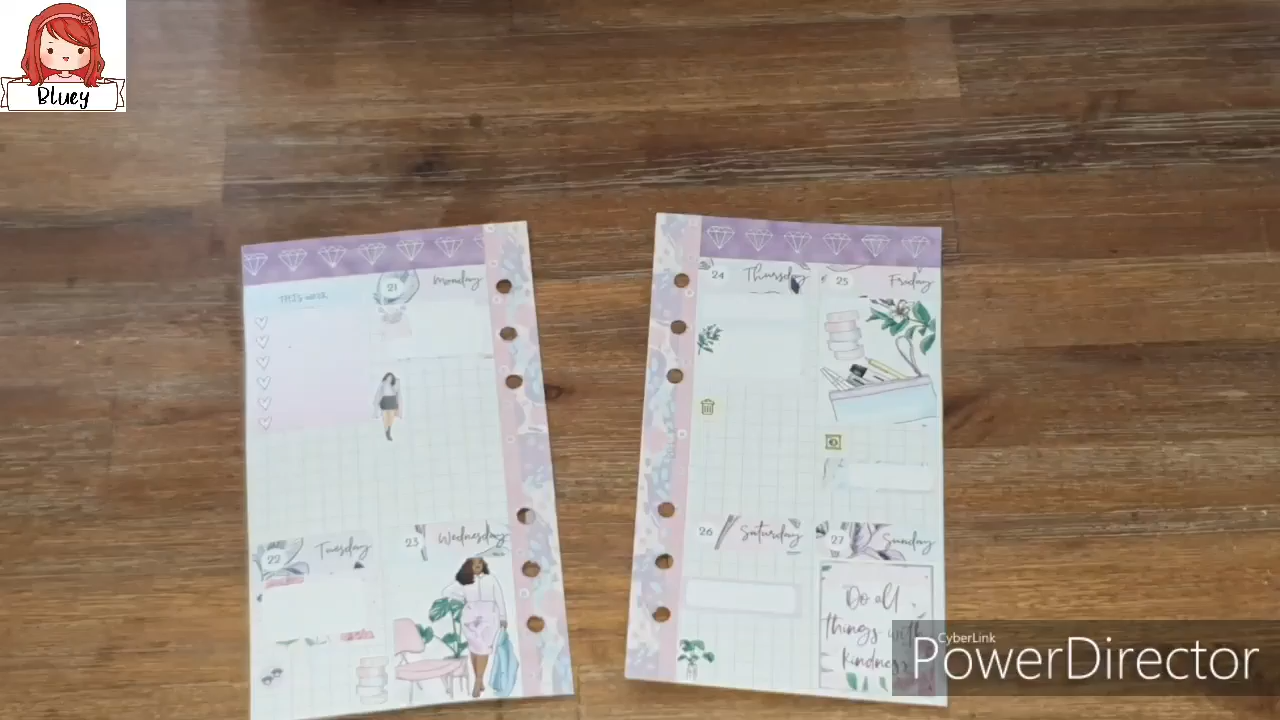 Bluey
THIS WEEK
21 Monday
22 Tuesday
23 Wednesday
24 Thursday
25 Friday
26 Saturday
27 Sunday
Do all
things with
kindness
CyberLink
PowerDirector